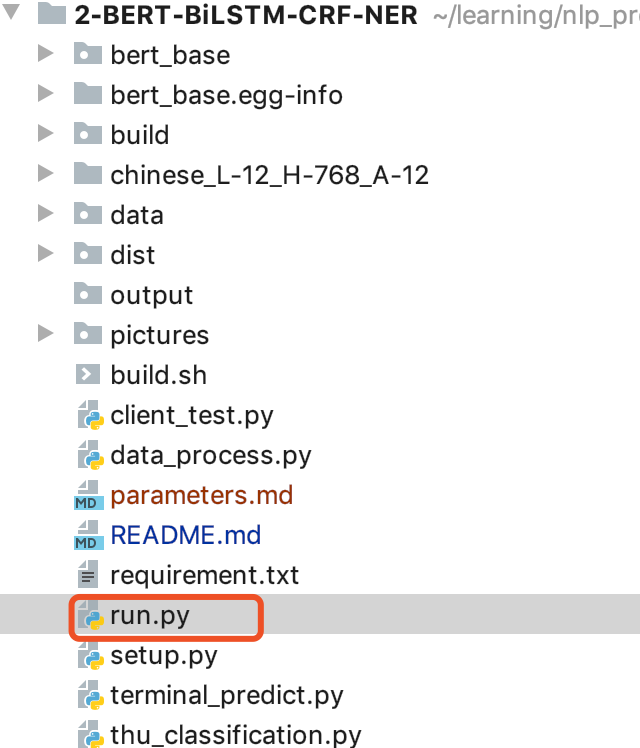 2-BERT-BiLSTM-CRF-NER ~/learning/nlp_pr
bert_base
bert_base.egg-info
build
chinese_L-12_H-768_A-12
data
dist
output
pictures
build.sh
client_test.py
data_process.py
MD parameters.md
MD README.md
requirement.txt
run.py
setup.py
terminal_predict.py
thu_classification.py